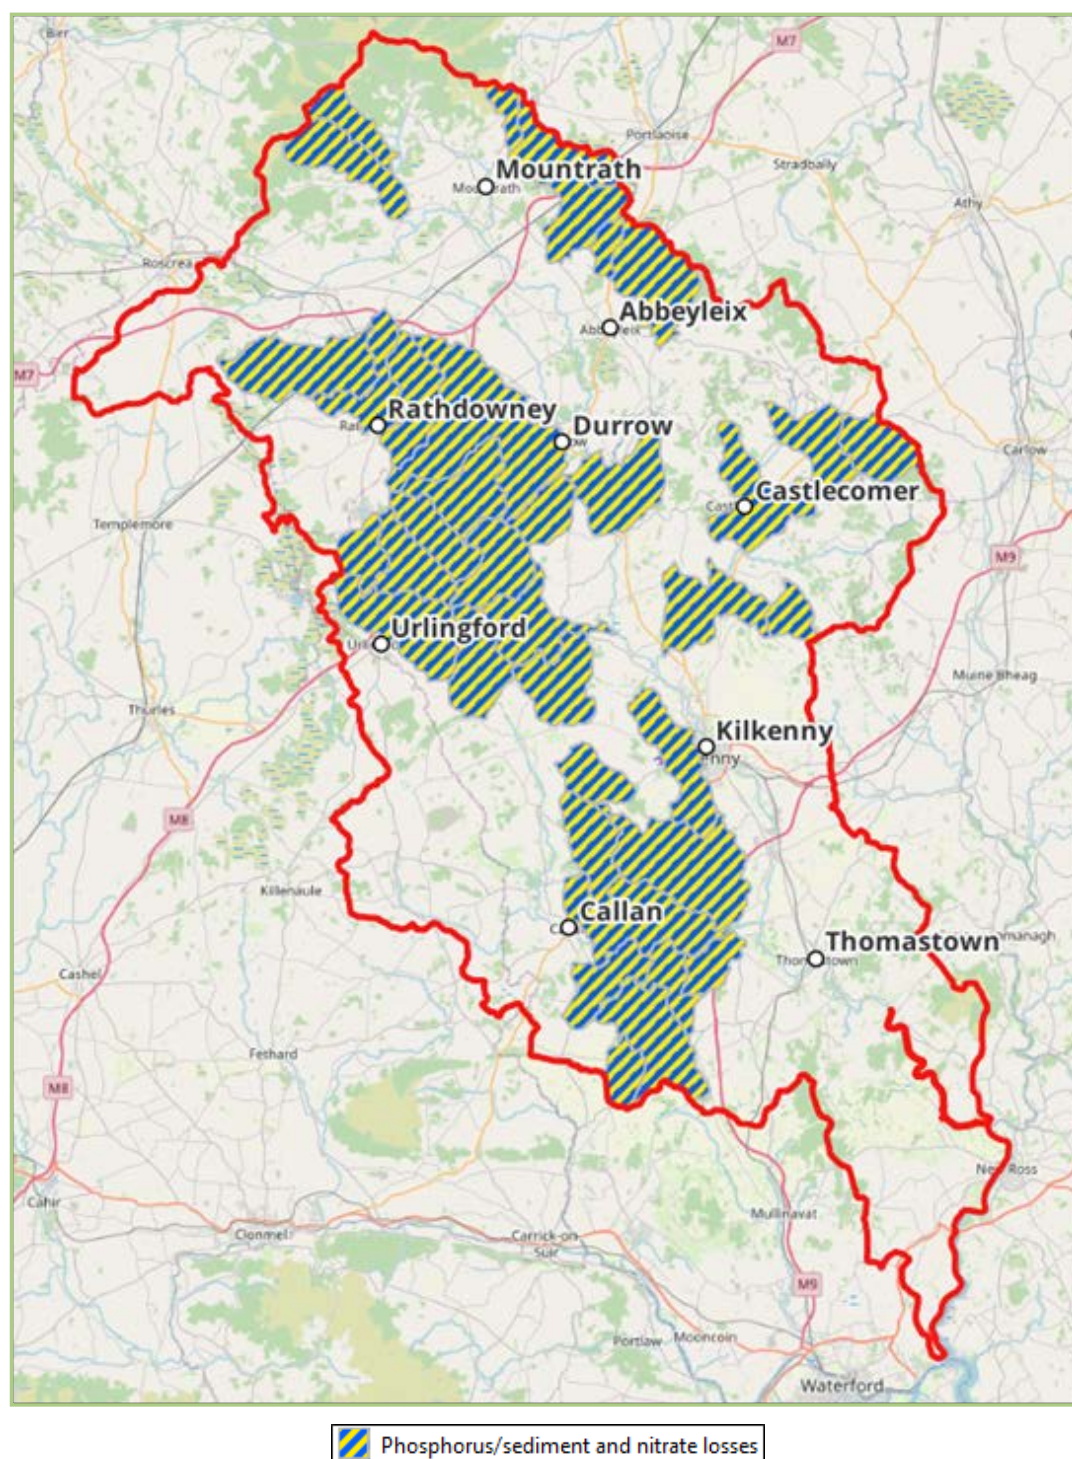 Birr
M7
Portlaoise
Stradbally
Mountrath
Athy
Roscrea
Abbeyleix
M7
Rathdowney
Durrow
Carlow
Castlecomer
Templemore
M9
Urlingford
Muine Bheag
Thurles
Kilkenny
M8
Killenaule
Callan
Thomastown
Cashel
Fethard
M8
New Ross
Cahir
Mullinavat
Clonmel
Carrick-on
Suir
M9
Portlaw
Mooncoin
Waterford
Phosphorus/sediment and nitrate losses